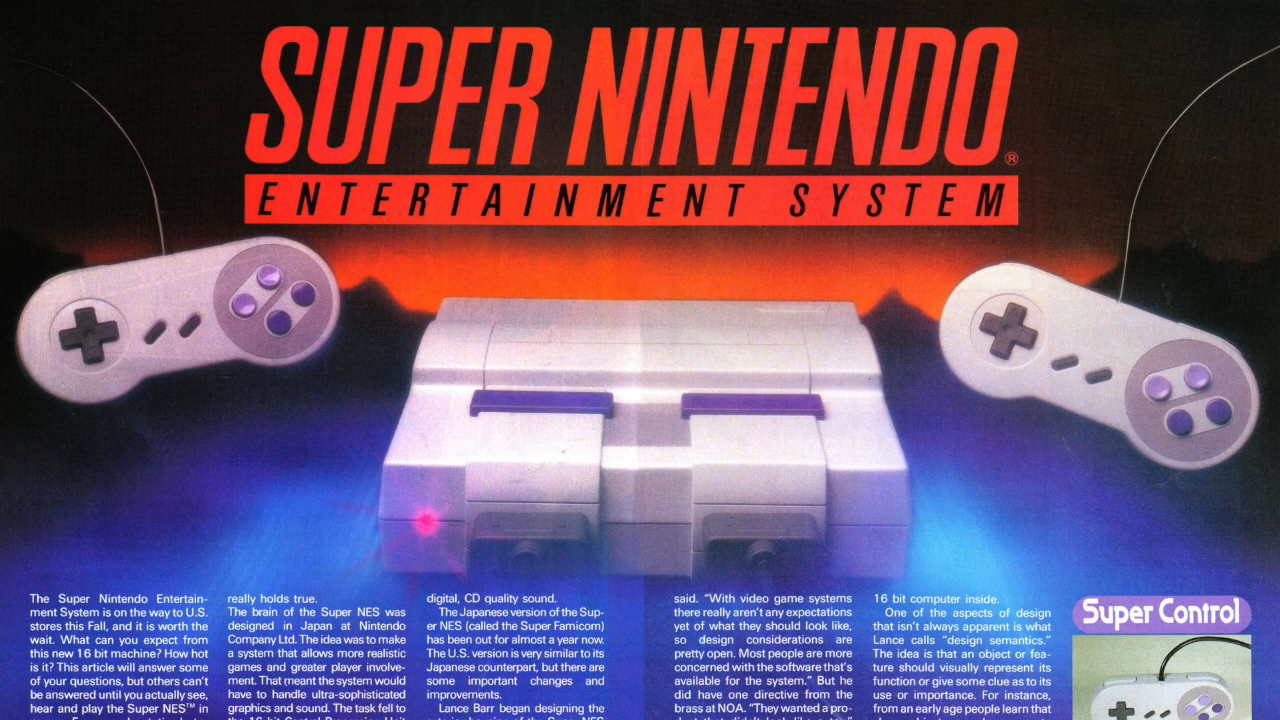 SUPER NINTENDO®
ENTERTAINMENT SYSTEM
The Super Nintendo Entertain-
ment System is on the way to U.S.
stores this Fall, and it is worth the
wait. What can you expect from
this new 16 bit machine? How hot
is it? This article will answer some
of your questions, but others can't
be answered until you actually see,
hear and play the Super NES™ in
really holds true.
The brain of the Super NES was
designed in Japan at Nintendo
Company Ltd. The idea was to make
a system that allows more realistic
games and greater player involve-
ment. That meant the system would
have to handle ultra-sophisticated
graphics and sound. The task fell to
digital, CD quality sound.
The Japanese version of the Sup-
er NES (called the Super Famicom)
has been out for almost a year now.
The U.S. version is very similar to its
Japanese counterpart, but there are
some important changes and
improvements.
Lance Barr began designing the
said. "With video game systems
there really aren't any expectations
yet of what they should look like,
so design considerations are
pretty open. Most people are more
concerned with the software that's
available for the system." But he
did have one directive from the
brass at NOA. "They wanted a pro-
16 bit computer inside.
One of the aspects of design
that isn't always apparent is what
Lance calls "design semantics."
The idea is that an object or fea-
ture should visually represent its
function or give some clue as to its
use or importance. For instance,
from an early age people learn that
Super Control